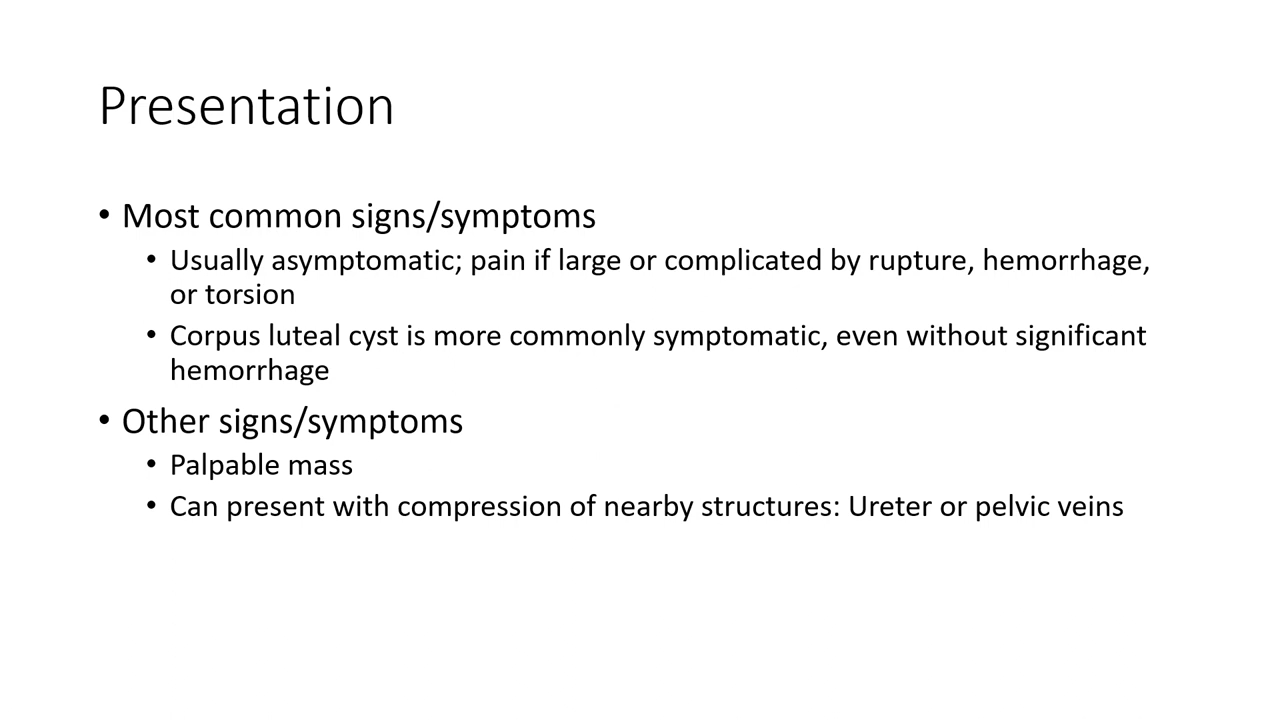 Presentation
• Most common signs/symptoms
• Usually asymptomatic; pain if large or complicated by rupture, hemorrhage,
or torsion
• Corpus luteal cyst is more commonly symptomatic, even without significant
hemorrhage
• Other signs/symptoms
• Palpable mass
• Can present with compression of nearby structures: Ureter or pelvic veins